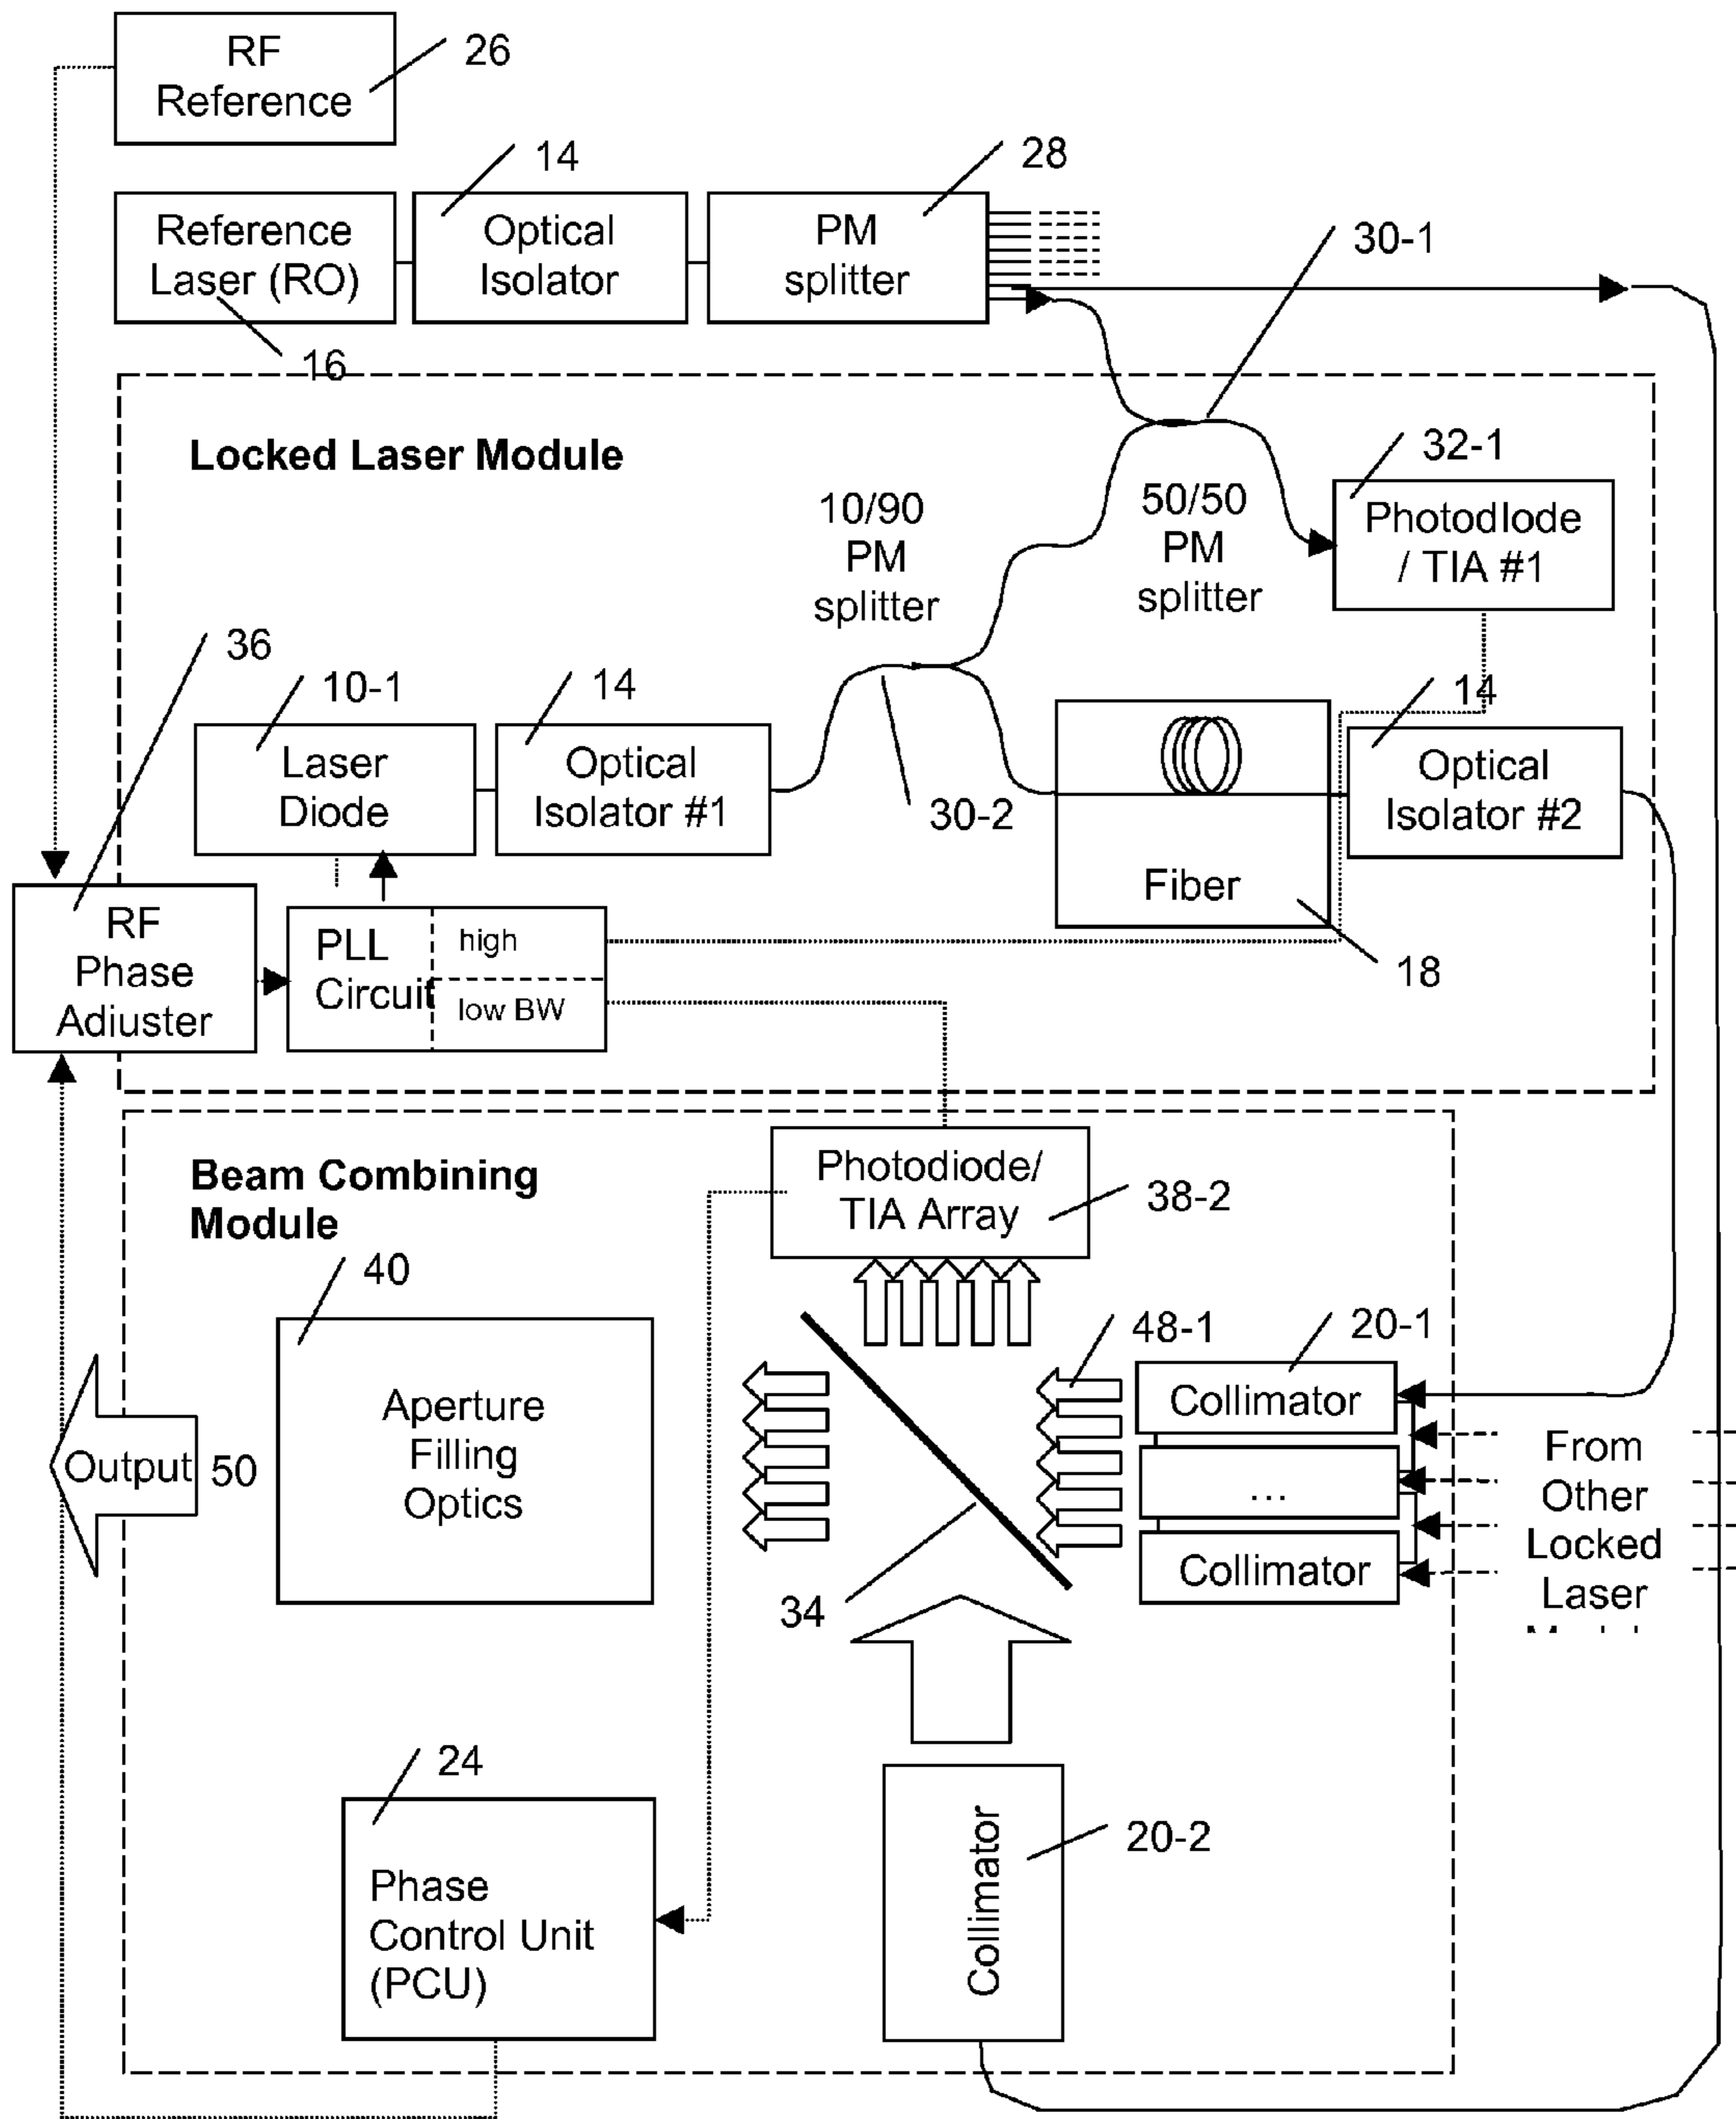 RF
Reference
26
14
28
Reference
Laser (RO)
Optical
Isolator
PM
splitter
30-1
16
Locked Laser Module
10/90
PM
splitter
50/50
PM
splitter
32-1
PhotodIode
/ TIA #1
36
10-1
14
14
Laser
Diode
Optical
Isolator #1
30-2
Optical
Isolator #2
Fiber
18
RF
Phase
Adiuster
PLL
Circuit
high
low BW
Beam Combining
Module
Photodiode/
TIA Array
38-2
40
48-1
20-1
Aperture
Filling
Optics
Output
50
Collimator
...
Collimator
From
Other
Locked
Laser
34
24
Phase
Control Unit
(PCU)
Collimator
20-2